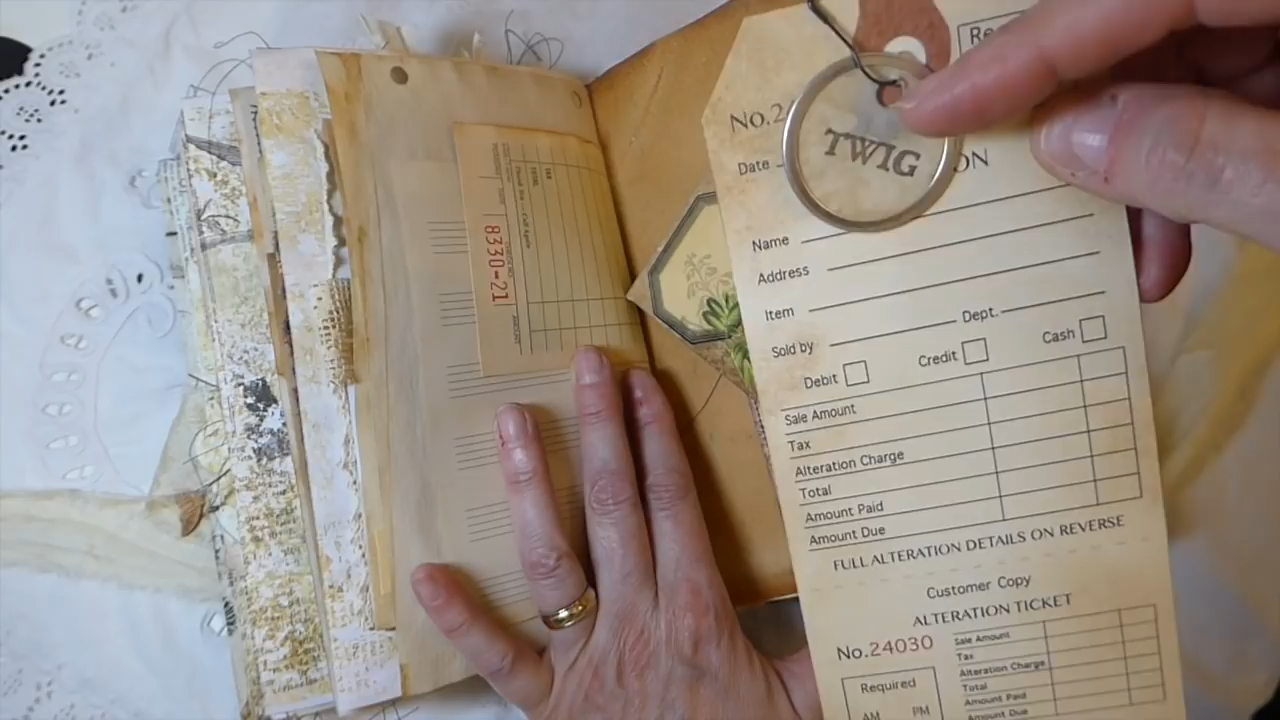 8330-21
Re
No.2
TWIG
ON
Date
Name
Address
Item
Sold by
Dept.
Debit
Credit
Cash
Sale Amount
Tax
Alteration Charge
Total
Amount Paid
Amount Due
FULL ALTERATION DETAILS ON REVERSE
Customer Copy
ALTERATION TICKET
No.24030
Required
AM PM
Sale Amount
Tax
Alteration Charge
Total
Amount Paid
Amount Due